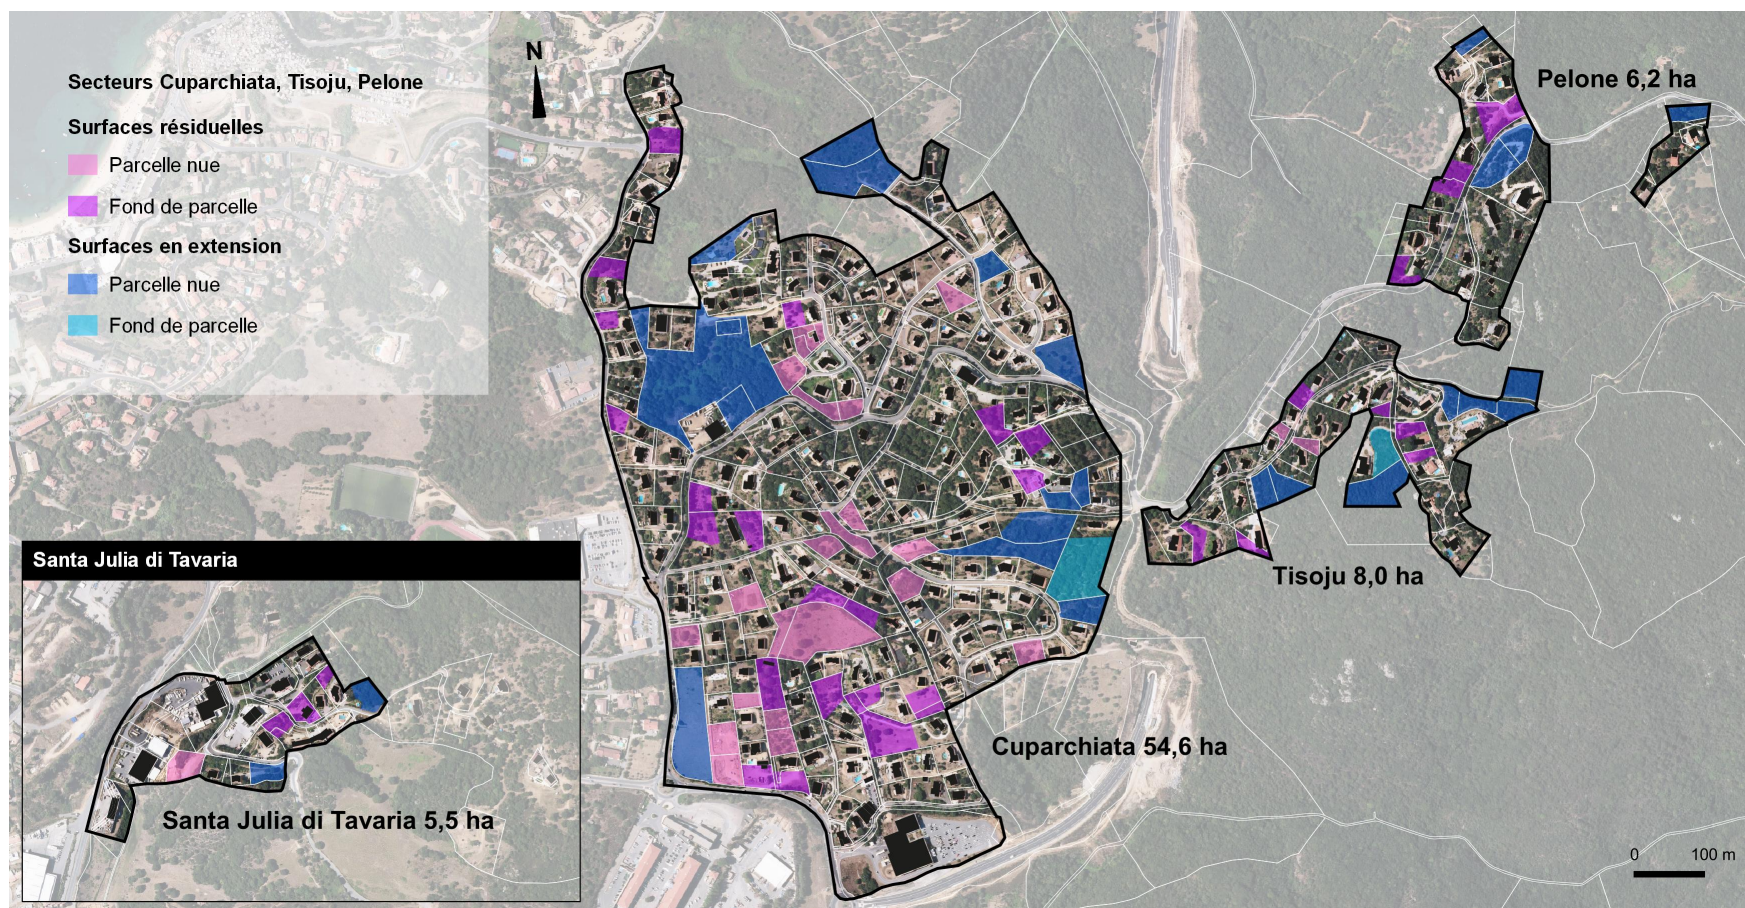 N
Secteurs Cuparchiata, Tisoju, Pelone
Surfaces résiduelles
Parcelle nue
Fond de parcelle
Surfaces en extension
Parcelle nue
Fond de parcelle
Pelone 6,2 ha
Tisoju 8,0 ha
Cuparchiata 54,6 ha
Santa Julia di Tavaria
Santa Julia di Tavaria 5,5 ha
0 100 m